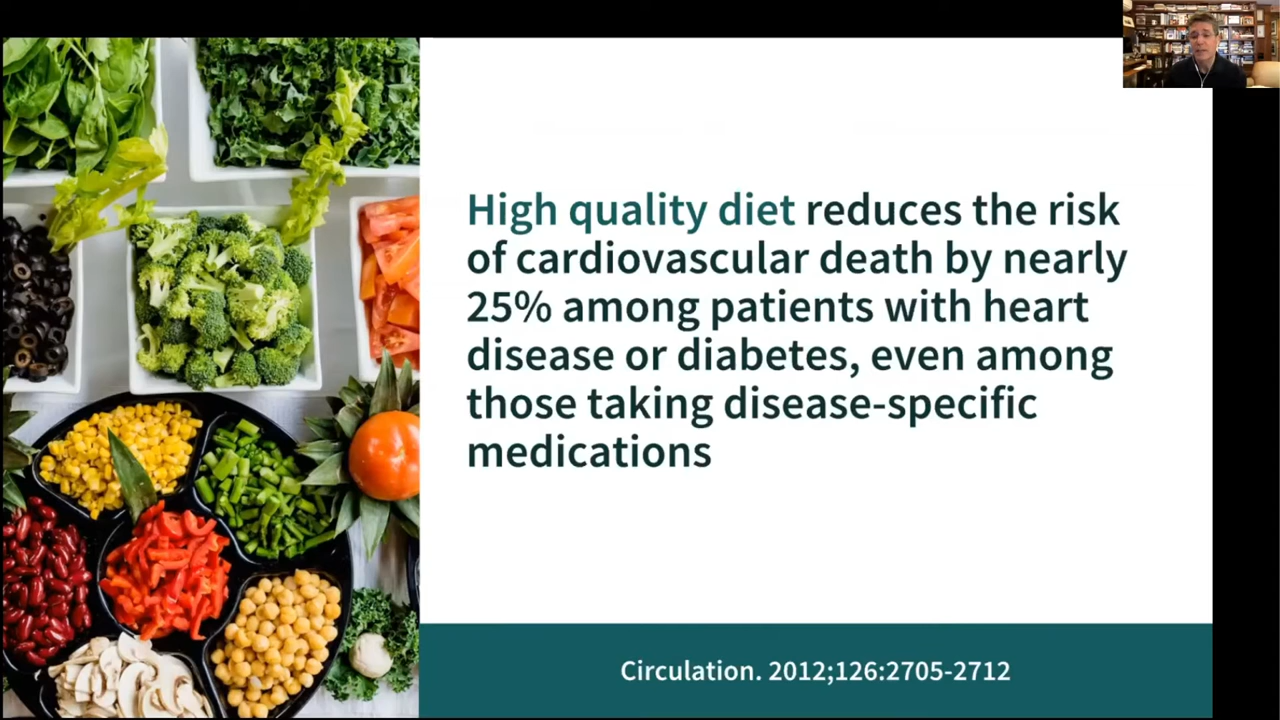 High quality diet reduces the risk
of cardiovascular death by nearly
25% among patients with heart
disease or diabetes, even among
those taking disease-specific
medications
Circulation. 2012;126:2705-2712